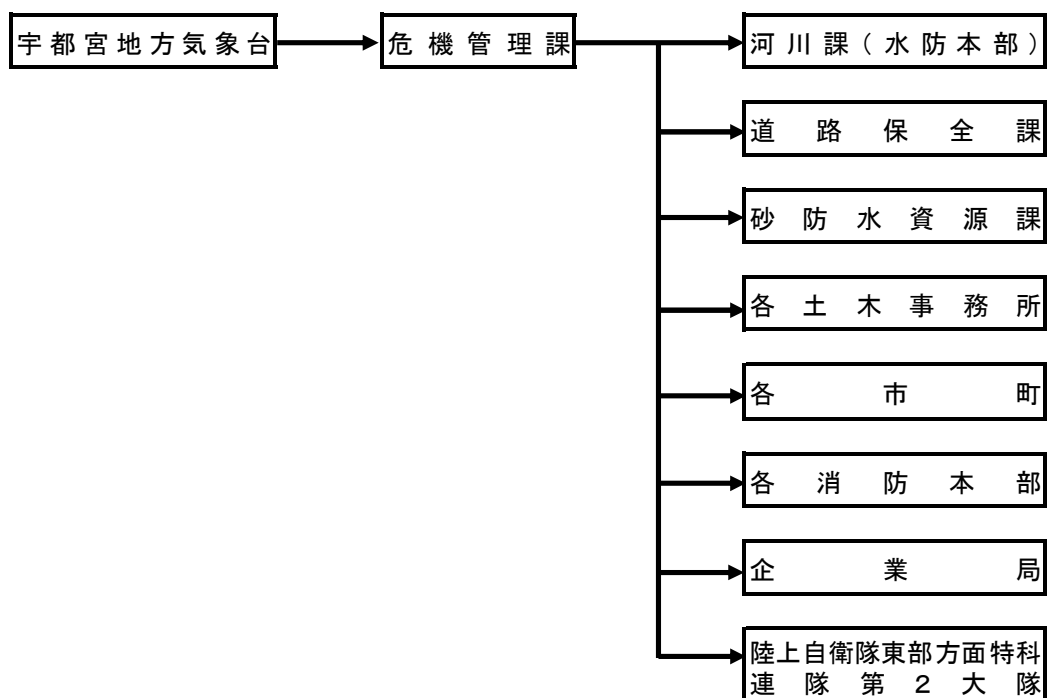 宇都宮地方気象台
危機管理課
河川課(水防本部)
道路保全課
砂防水資源課
各土木事務所
各市町
各消防本部
企業局
陸上自衛隊東部方面特科
連隊第2大隊